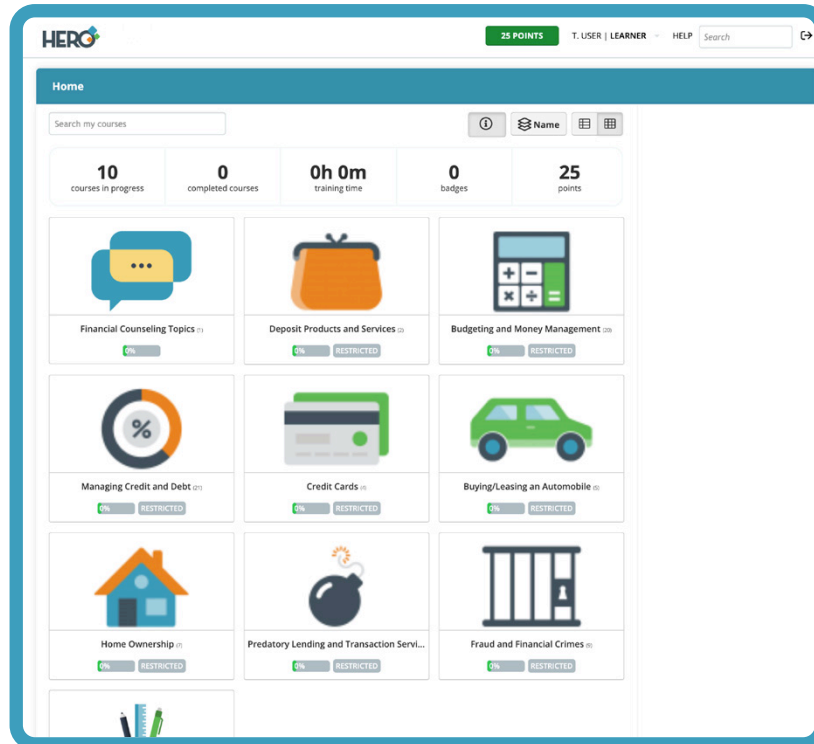 HERO
25 POINTS T. USER | LEARNER HELP Search
Home
Search my courses
Name
10 0 0h 0m 0 25
courses in progress completed courses training time badges points
Financial Counseling Topics (1) Deposit Products and Services (2) Budgeting and Money Management (20)
0% 0% RESTRICTED 0% RESTRICTED
%
Managing Credit and Debt (21) Credit Cards Buying/Leasing an Automobile
0% RESTRICTED 0% RESTRICTED 0% RESTRICTED
Home Ownership Predatory Lending and Transaction Servi... Fraud and Financial Crimes
0% RESTRICTED 0% RESTRICTED 0% RESTRICTED